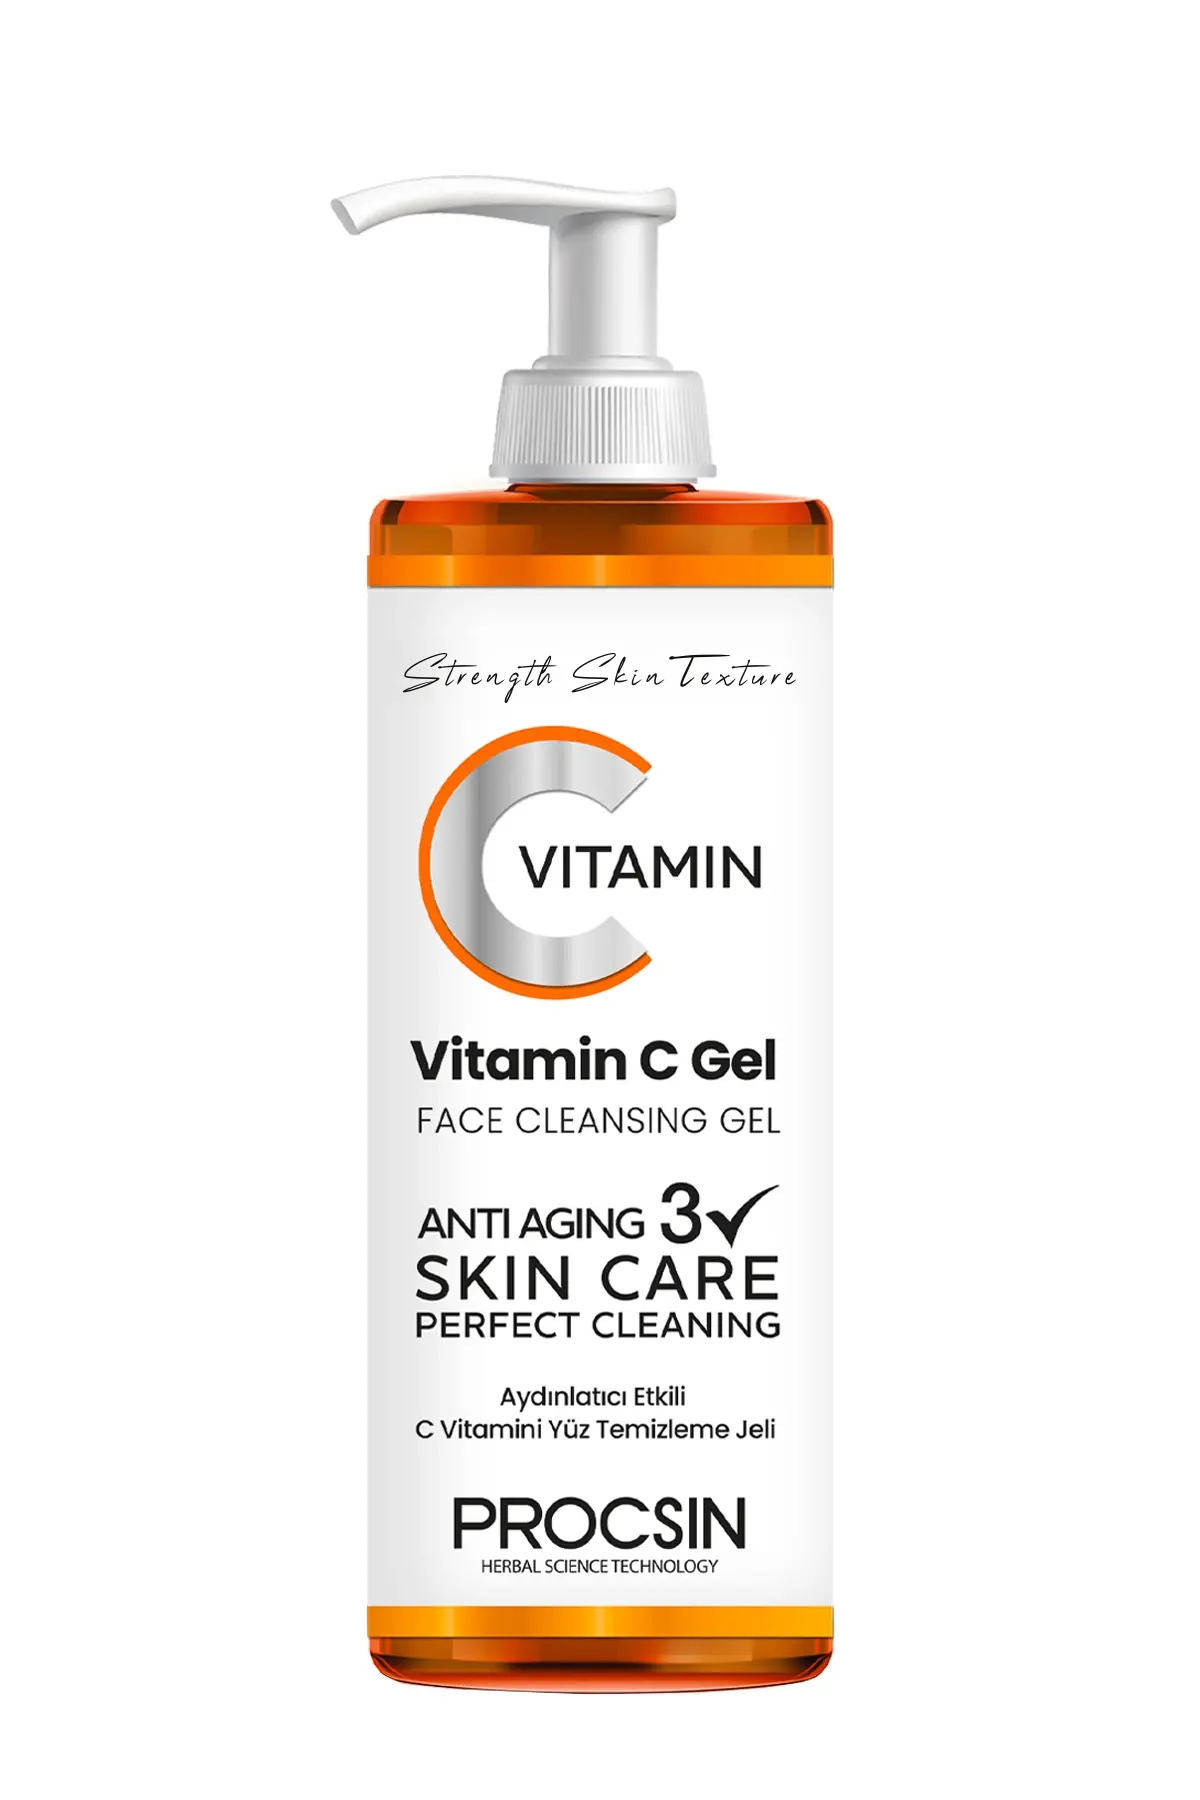 Strength Skin Texture
C VITAMIN
Vitamin C Gel
FACE CLEANSING GEL
ANTI AGING 3✓
SKIN CARE
PERFECT CLEANING
Aydınlatıcı Etkili
C Vitamini Yüz Temizleme Jeli
PROCSIN
HERBAL SCIENCE TECHNOLOGY